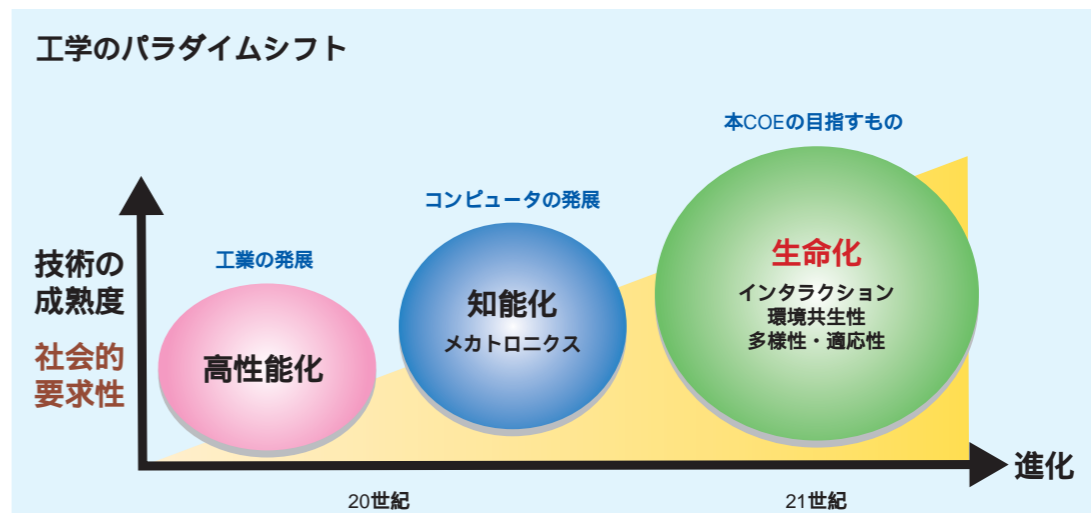 工学のパラダイムシフト
本COEの目指すもの
コンピュータの発展
工業の発展
技術の
成熟度
社会的
要求性
高性能化
知能化
メカトロニクス
生命化
インタラクション
環境共生性
多様性・適応性
進化
20世紀
21世紀